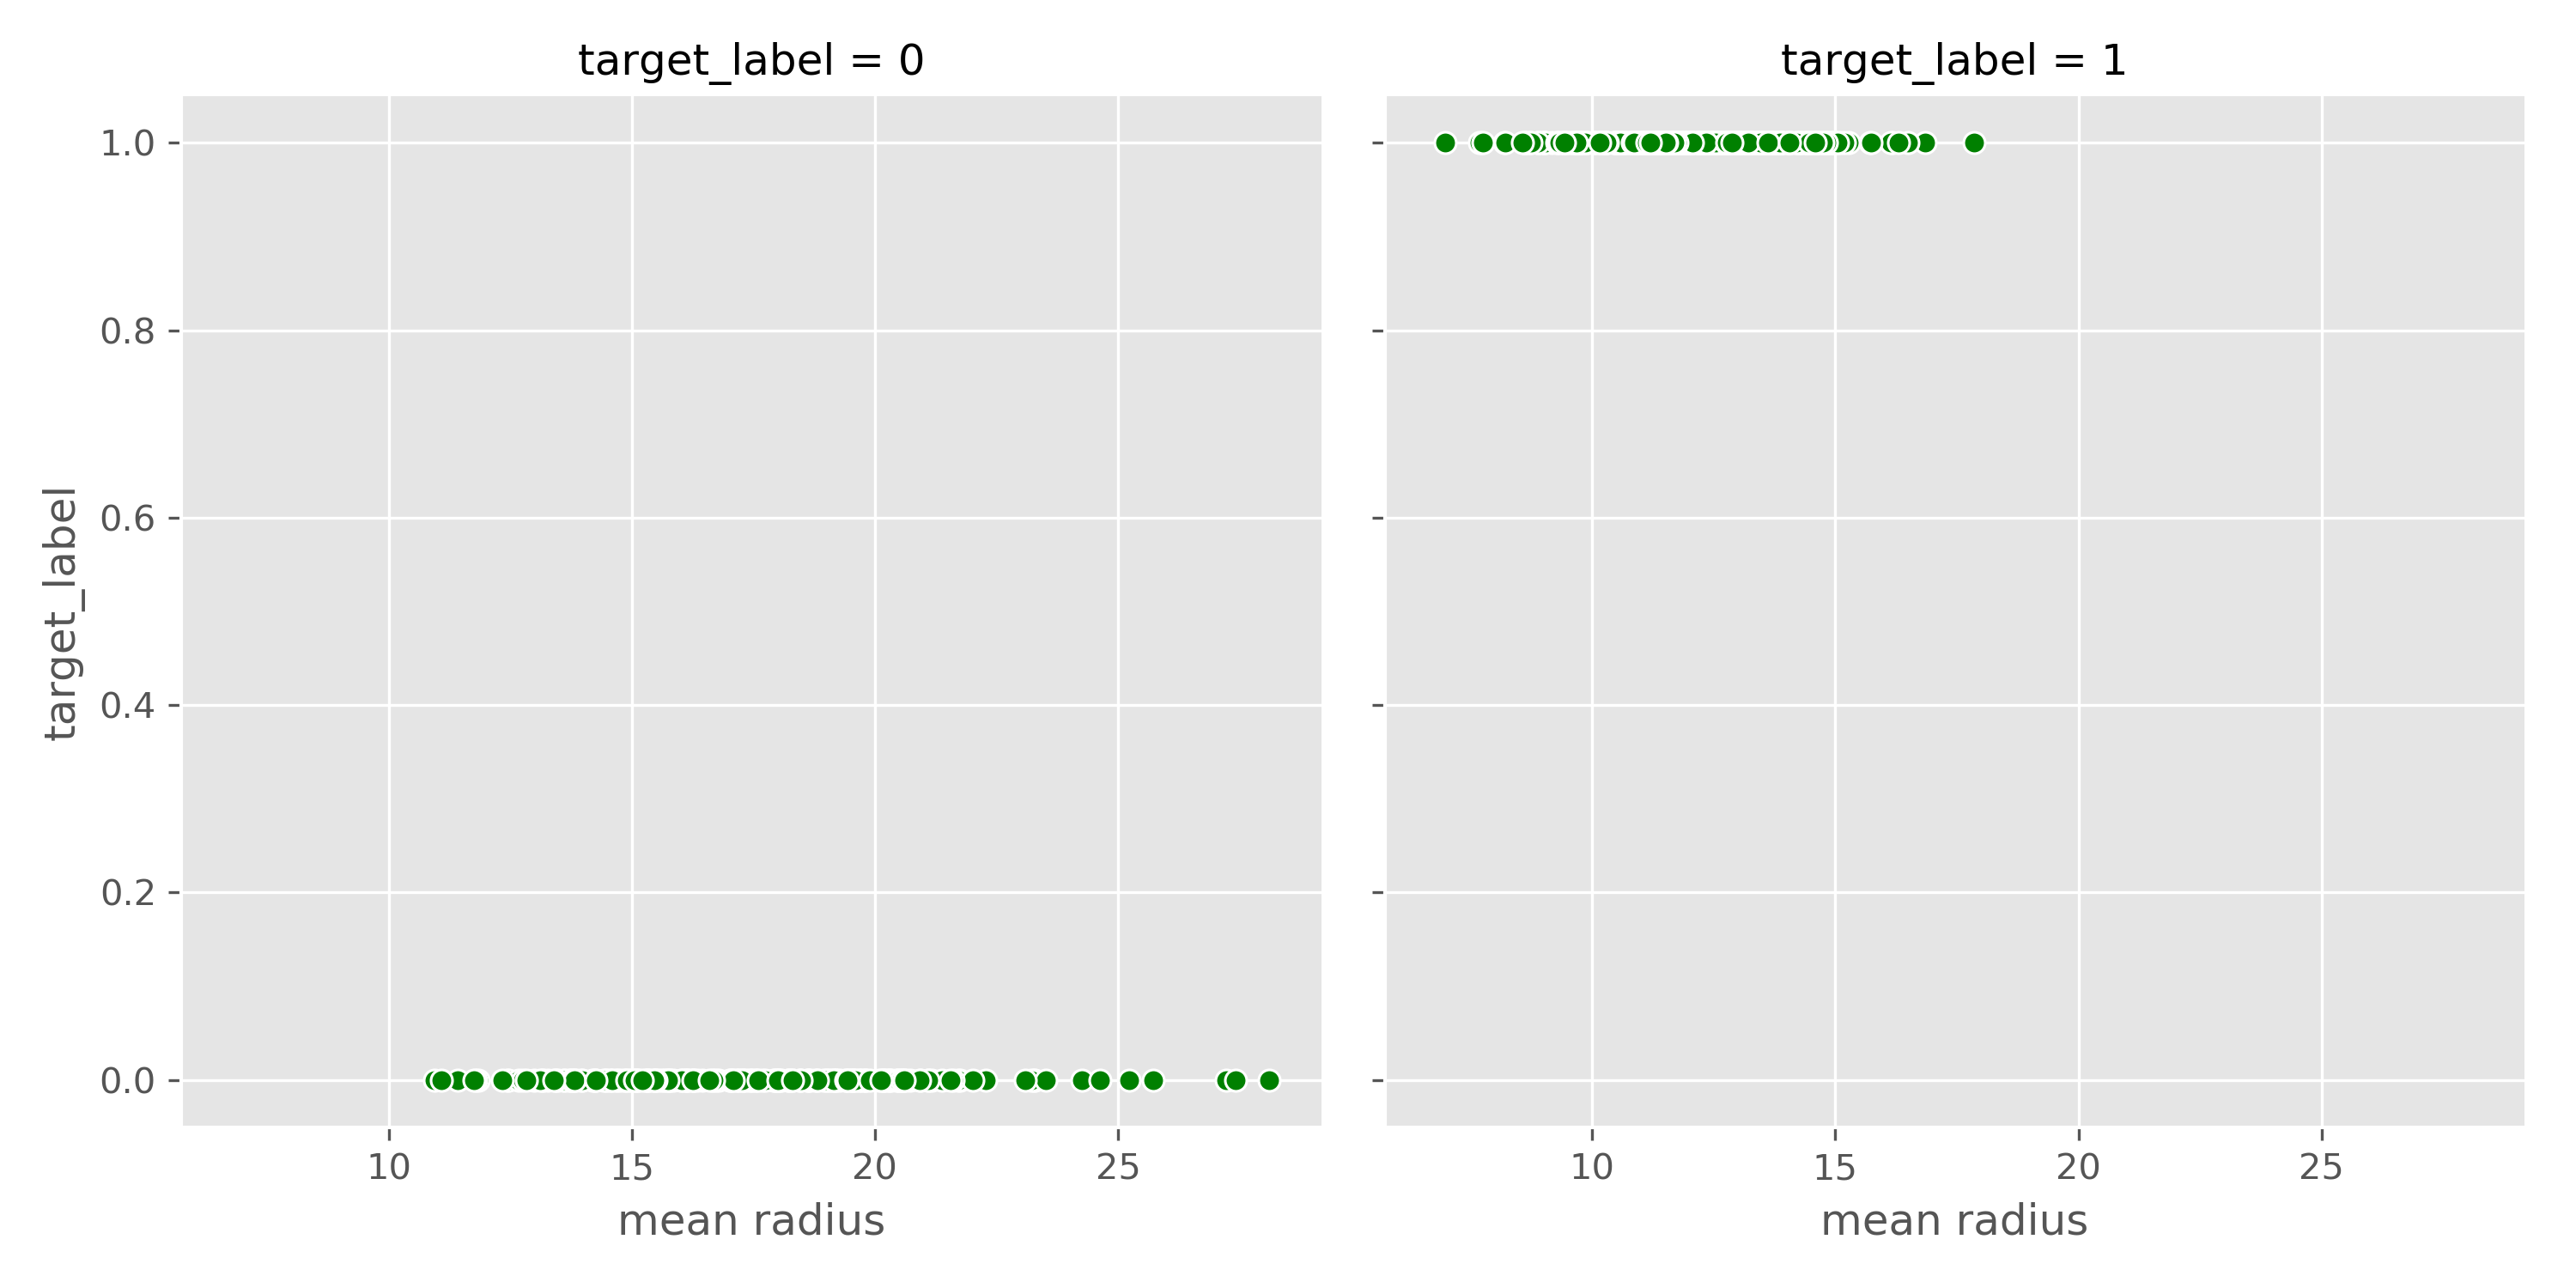 target_label = 0
target_label = 1
1.0
0.8
0.6
0.4
0.2
0.0
target_label
10 15 20 25
10 15 20 25
mean radius
mean radius